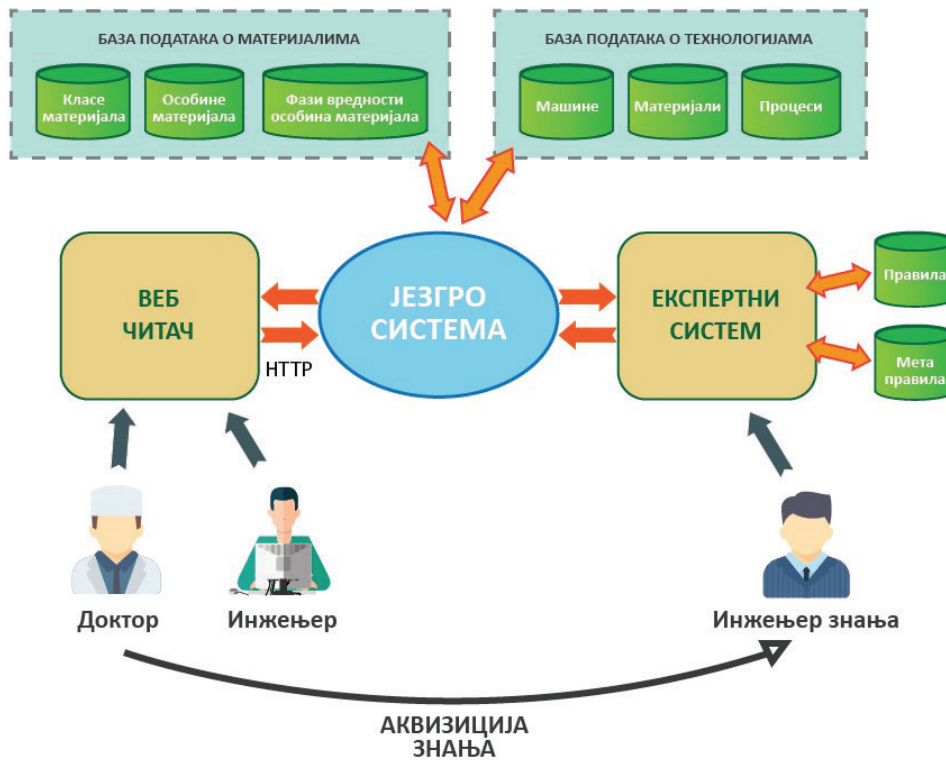 БАЗА ПОДАТАКА О МАТЕРИЈАЛИМА
Класе
материјала
Особине
материјала
Фази вредности
особина материјала
БАЗА ПОДАТАКА О ТЕХНОЛОГИЈАМА
Машине
Материјали
Процеси
ВЕБ
ЧИТАЧ
HTTP
ЈЕЗГРО
СИСТЕМА
ЕКСПЕРТНИ
СИСТЕМ
Правила
Мета
правила
Доктор
Инжењер
Инжењер знања
АКВИЗИЦИЈА
ЗНАЊА